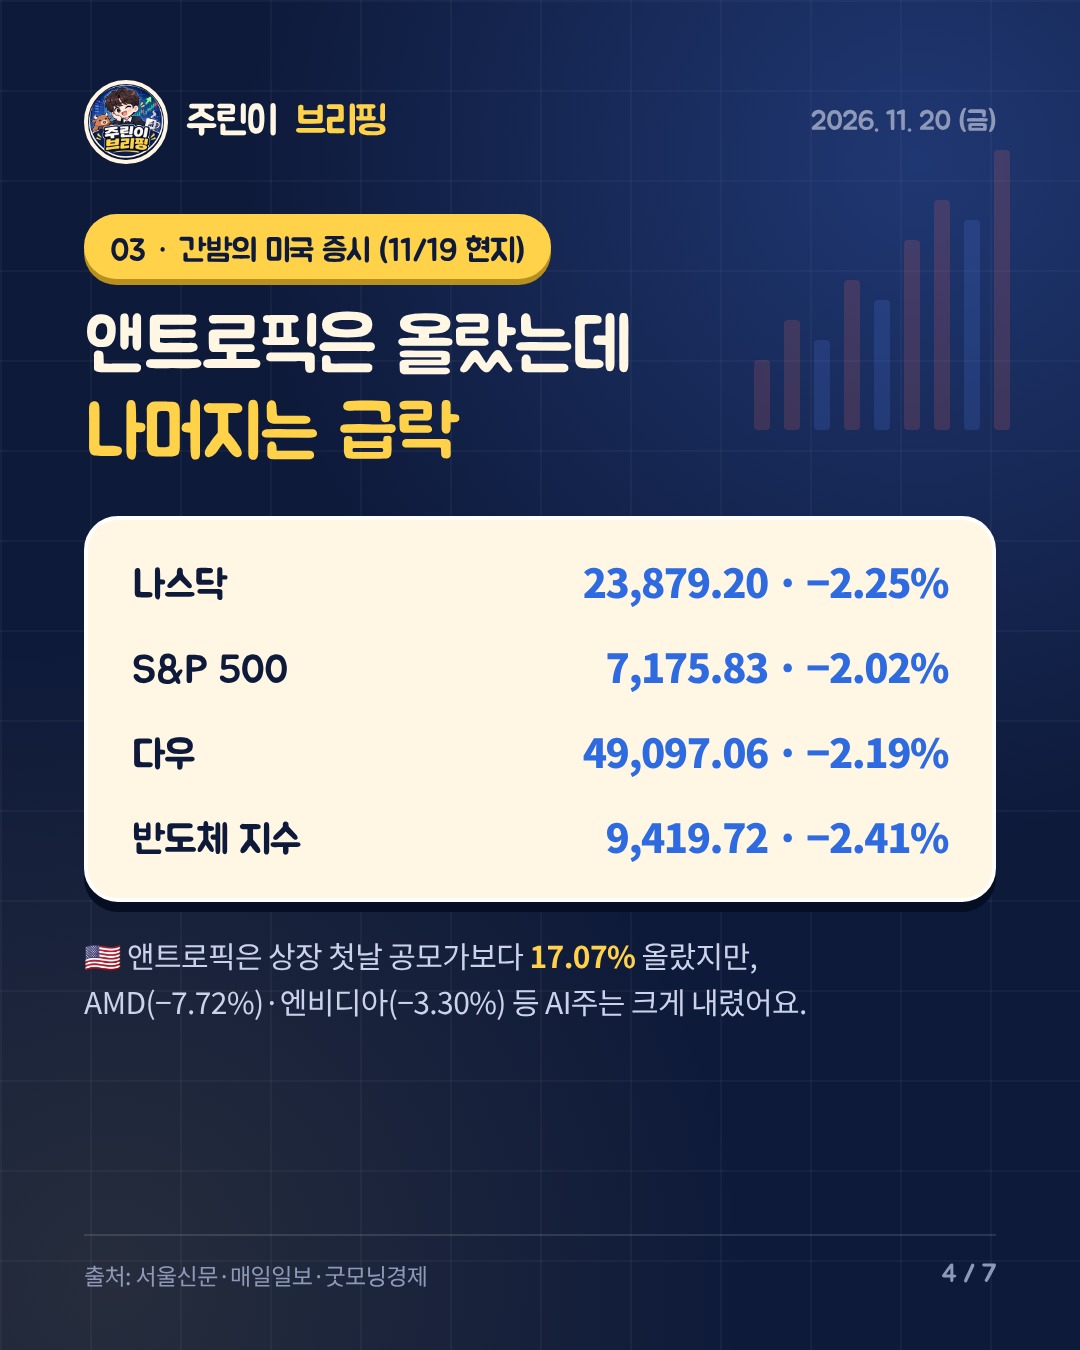 주린이 브리핑
주린이 브리핑
2026. 11. 20 (금)
03 · 간밤의 미국 증시 (11/19 현지)
앤트로픽은 올랐는데
나머지는 급락
나스닥 23,879.20 · −2.25%
S&P 500 7,175.83 · −2.02%
다우 49,097.06 · −2.19%
반도체 지수 9,419.72 · −2.41%
🇺🇸 앤트로픽은 상장 첫날 공모가보다 17.07% 올랐지만,
AMD(−7.72%)·엔비디아(−3.30%) 등 AI주는 크게 내렸어요.
출처: 서울신문·매일일보·굿모닝경제
4 / 7